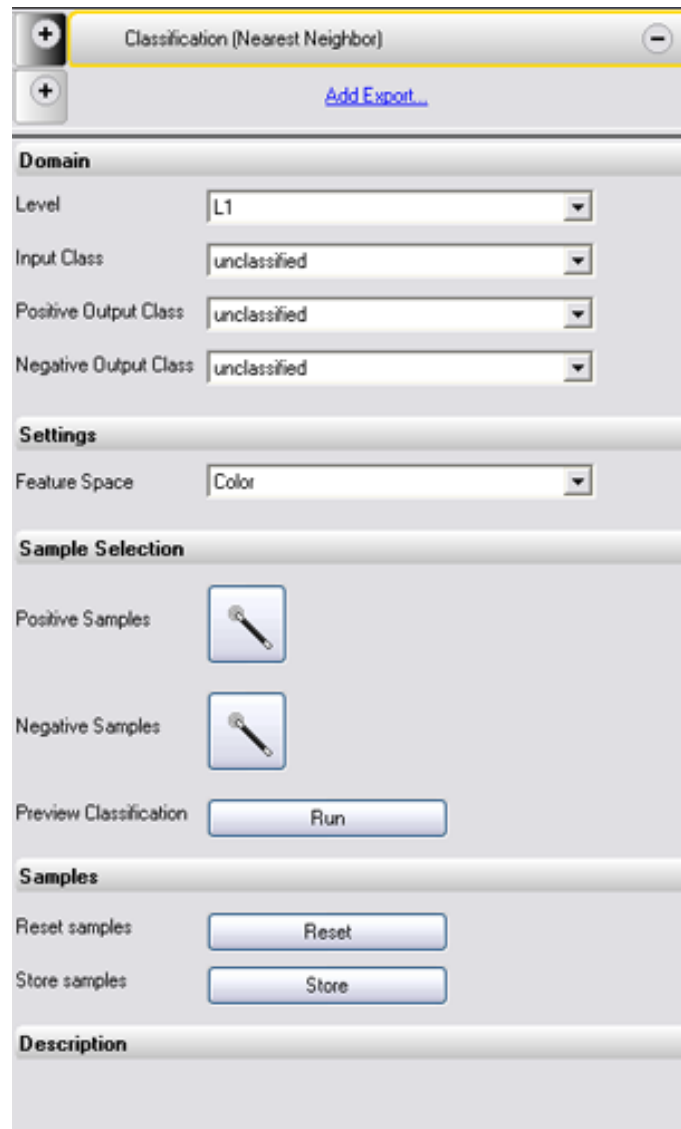 Classification (Nearest Neighbor)
Add Export...
Domain
Level L1
Input Class unclassified
Positive Output Class unclassified
Negative Output Class unclassified
Settings
Feature Space Color
Sample Selection
Positive Samples
Negative Samples
Preview Classification Run
Samples
Reset samples Reset
Store samples Store
Description